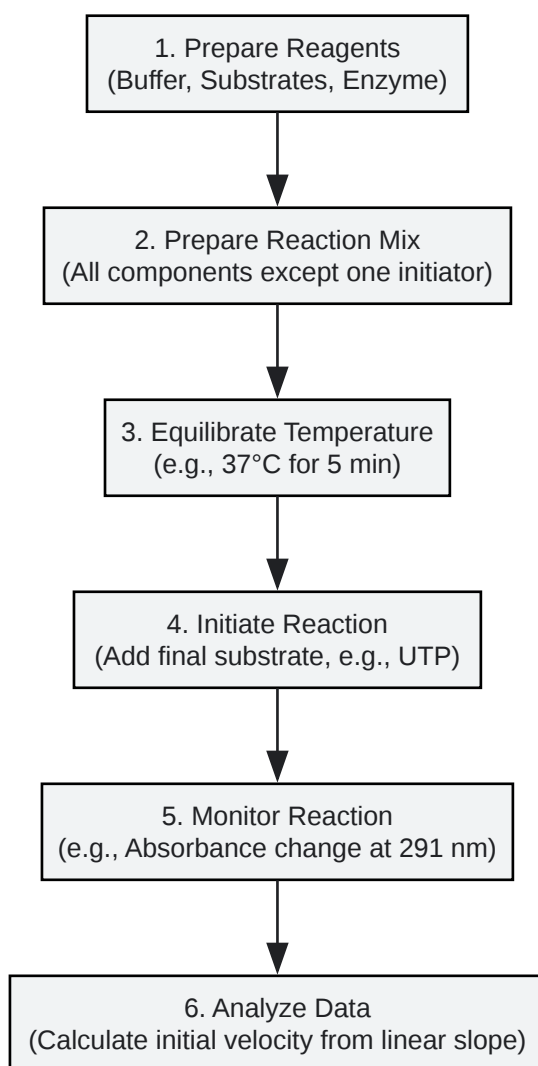 1. Prepare Reagents
(Buffer, Substrates, Enzyme)
2. Prepare Reaction Mix
(All components except one initiator)
3. Equilibrate Temperature
(e.g., 37°C for 5 min)
4. Initiate Reaction
(Add final substrate, e.g., UTP)
5. Monitor Reaction
(e.g., Absorbance change at 291 nm)
6. Analyze Data
(Calculate initial velocity from linear slope)